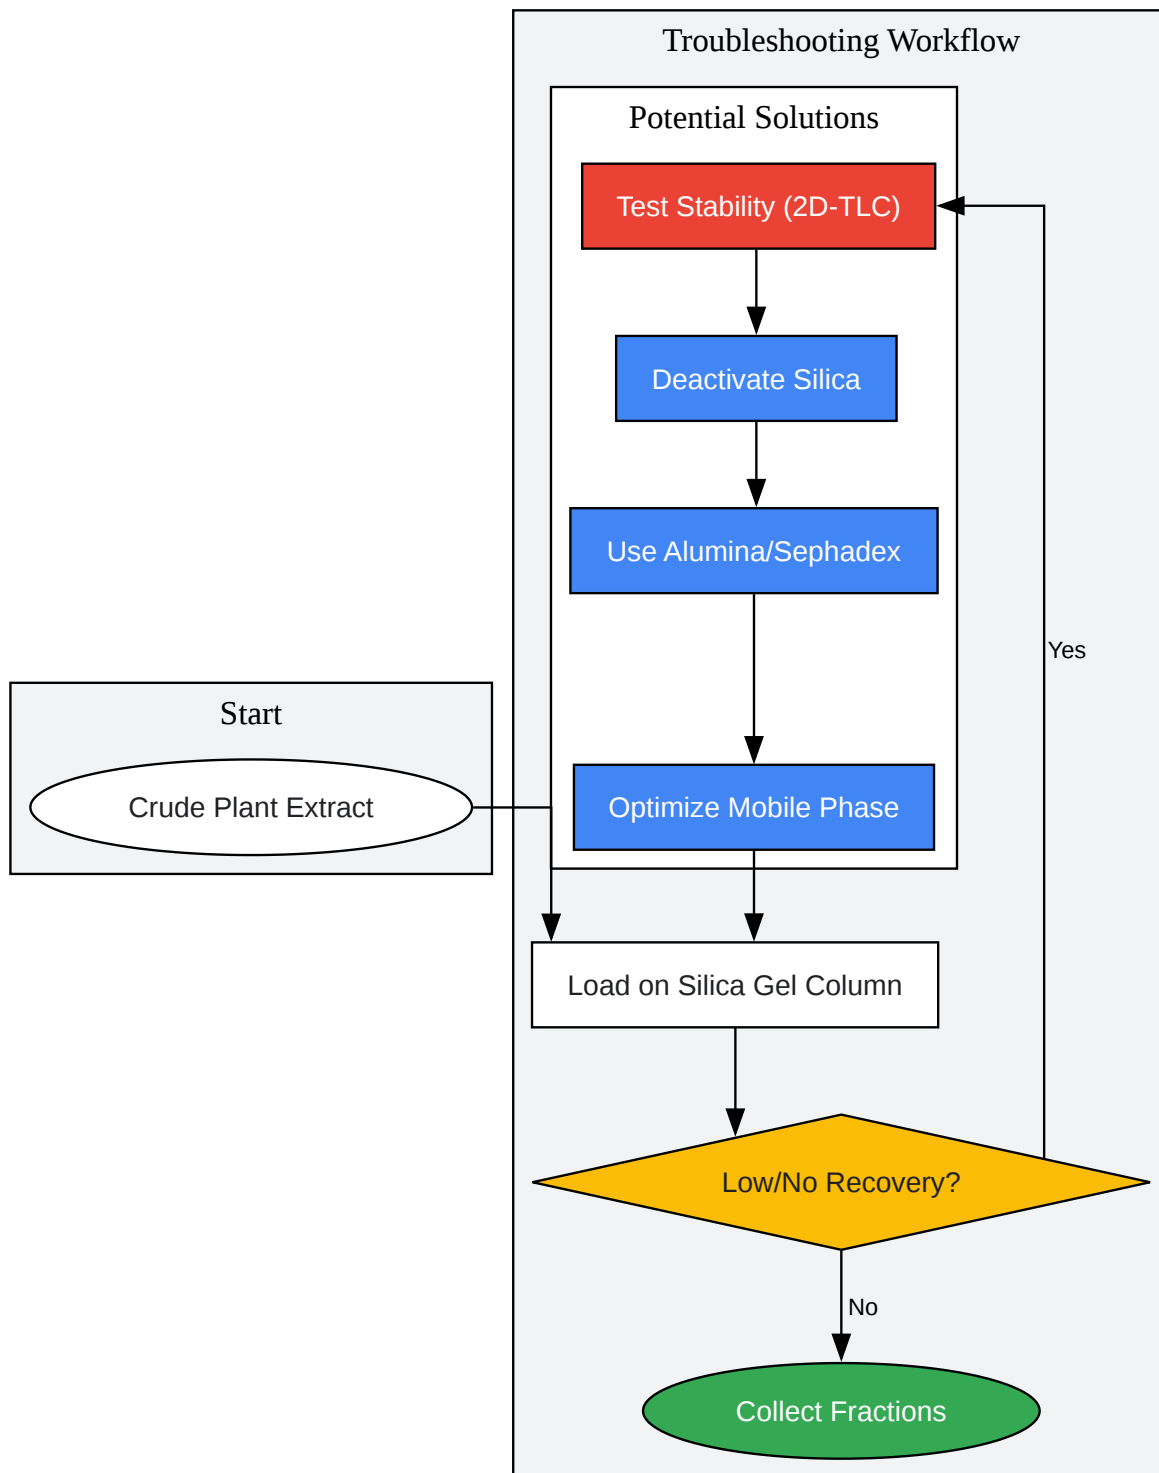 Troubleshooting Workflow
Potential Solutions
Test Stability (2D-TLC)
Deactivate Silica
Use Alumina/Sephadex
Yes
Start
Crude Plant Extract
Optimize Mobile Phase
Load on Silica Gel Column
Low/No Recovery?
No
Collect Fractions